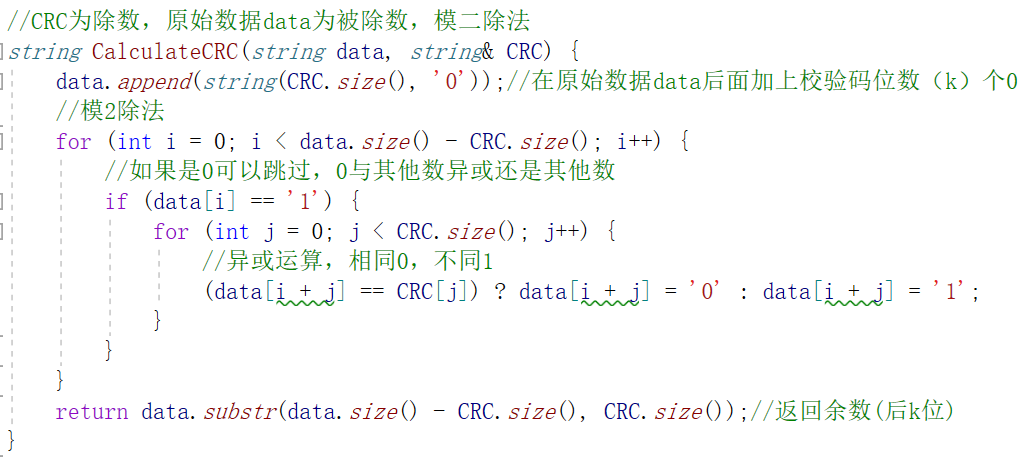 //CRC为除数，原始数据data为被除数，模二除法
string CalculateCRC(string data, string& CRC) {
data.append(string(CRC.size(), '0'));//在原始数据data后面加上校验码位数（k）个0
//模2除法
for (int i = 0; i < data.size() - CRC.size(); i++) {
//如果是0可以跳过，0与其他数异或还是其他数
if (data[i] == '1') {
for (int j = 0; j < CRC.size(); j++) {
//异或运算，相同0，不同1
(data[i + j] == CRC[j]) ? data[i + j] = '0' : data[i + j] = '1';
}
}
}
return data.substr(data.size() - CRC.size(), CRC.size());//返回余数(后k位)
}